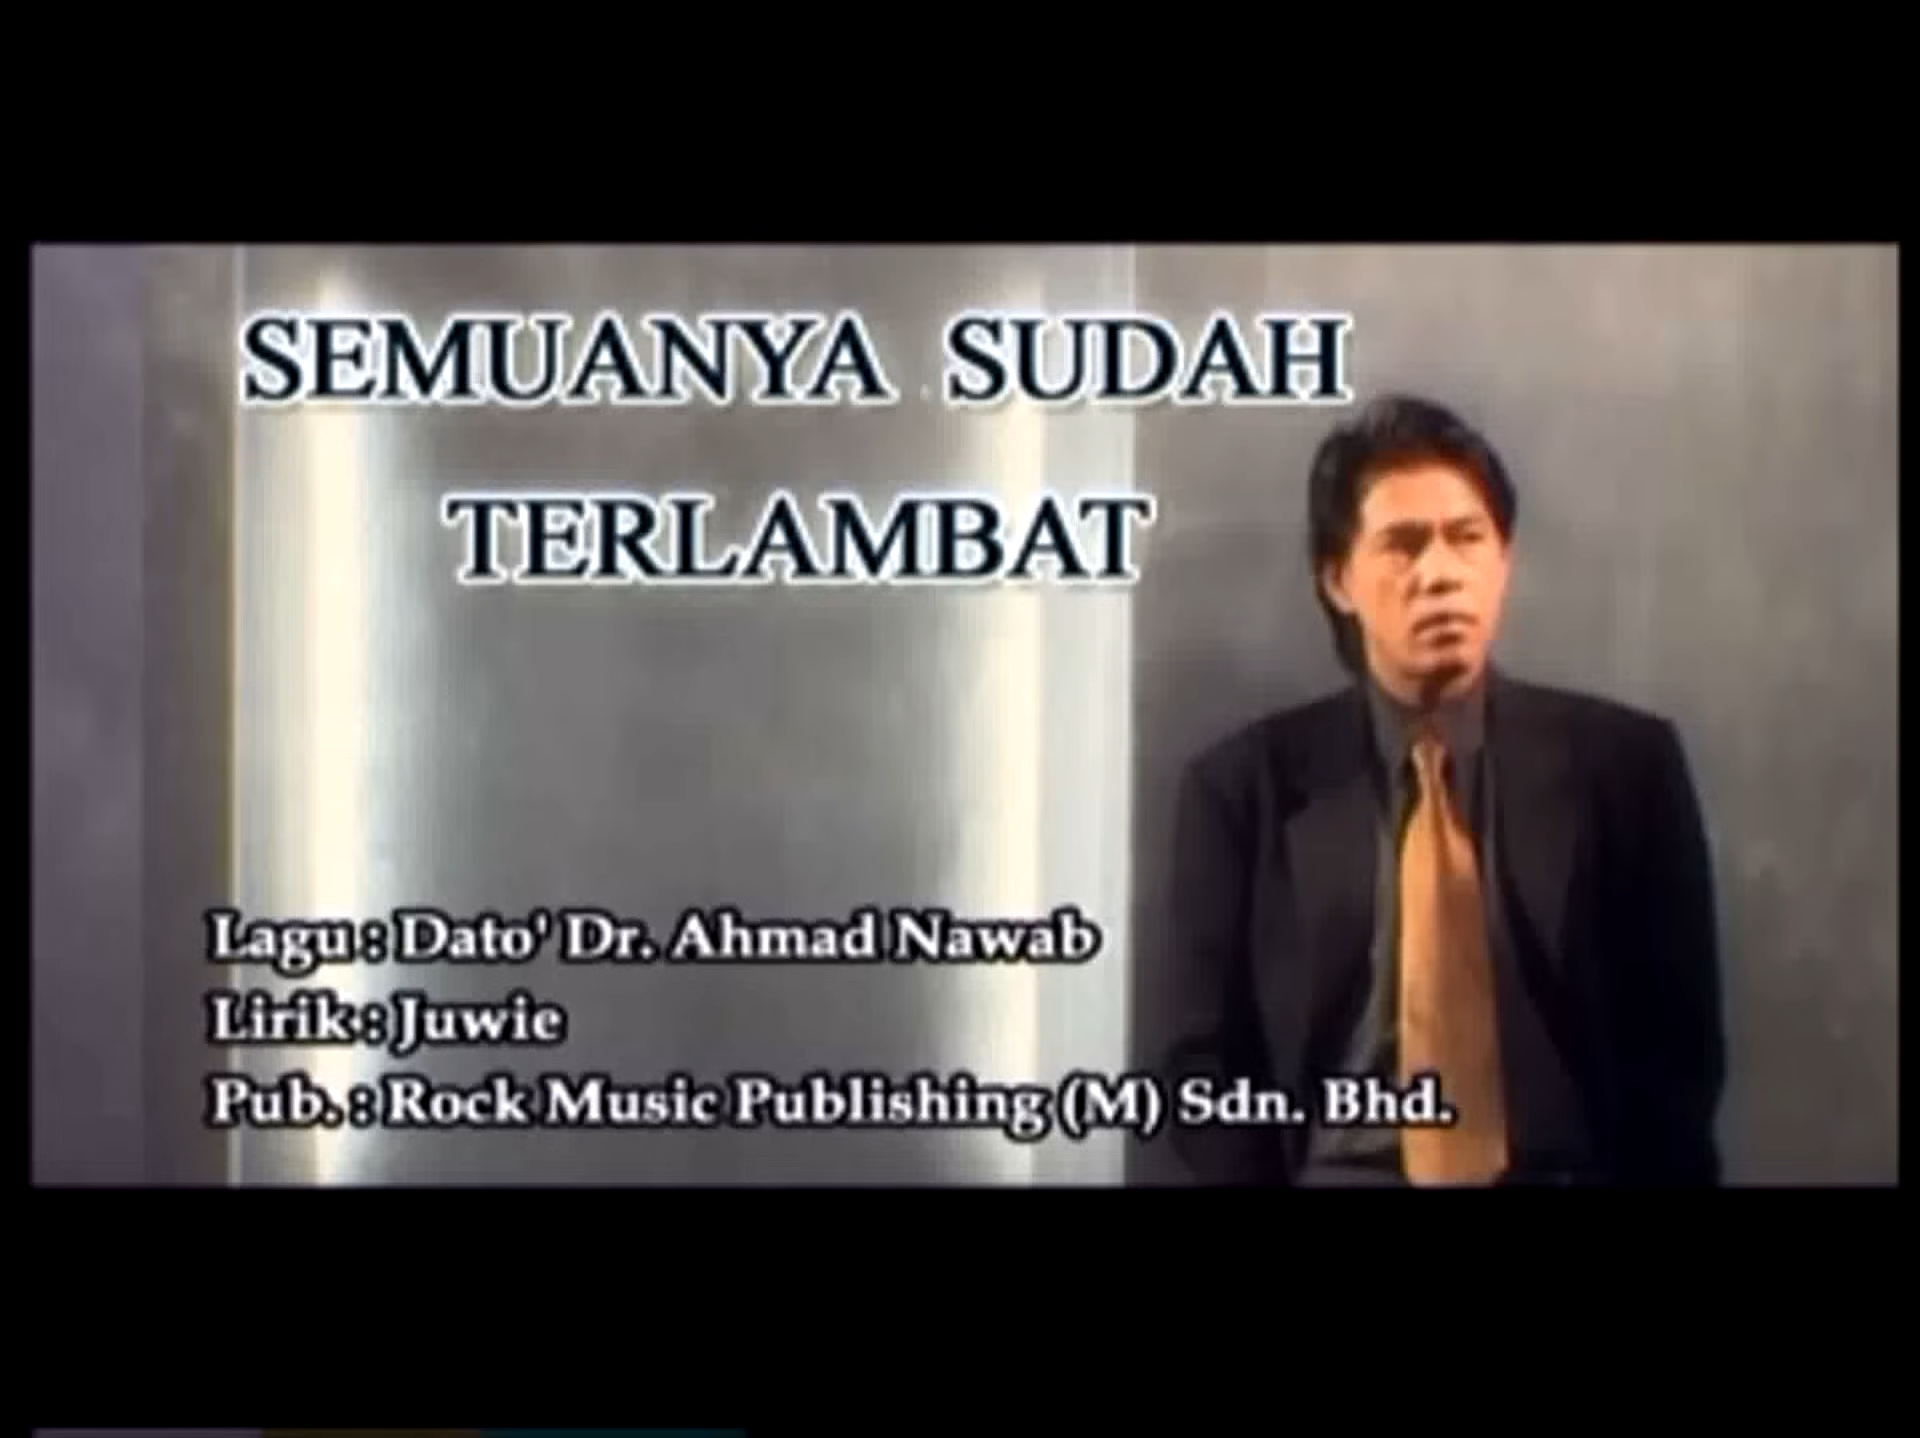 SEMUANYA SUDAH
TERLAMBAT
Lagu : Dato' Dr. Ahmad Nawab
Lirik : Juwie
Pub. : Rock Music Publishing (M) Sdn. Bhd.